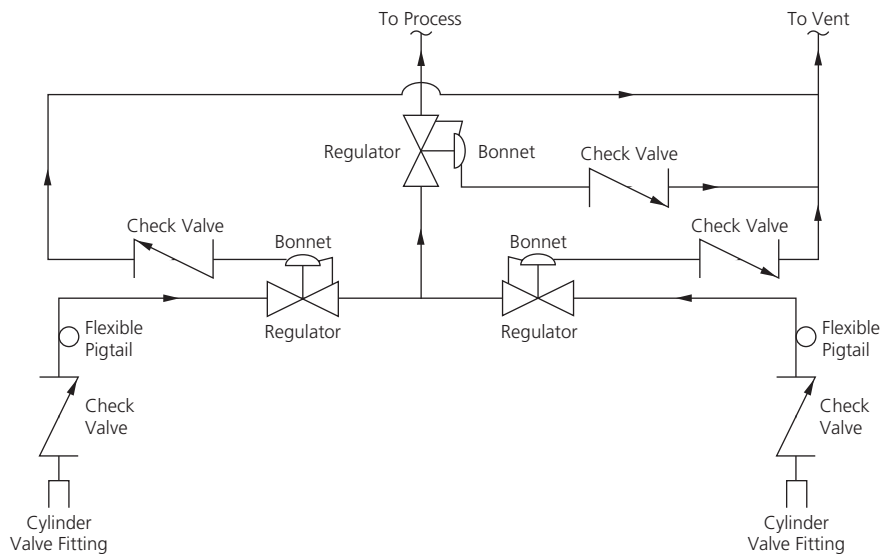 To Process
To Vent
Regulator
Bonnet
Check Valve
Check Valve
Bonnet
Bonnet
Check Valve
Regulator
Regulator
Flexible
Pigtail
Flexible
Pigtail
Check
Valve
Check
Valve
Cylinder
Valve Fitting
Cylinder
Valve Fitting